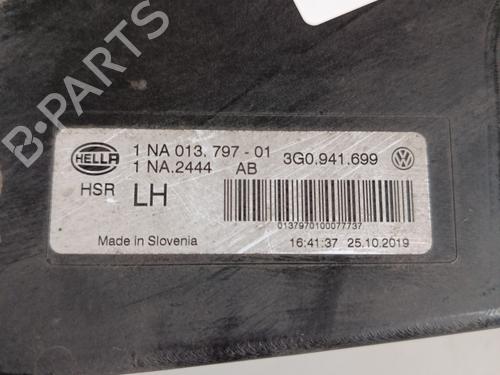 B-PARTS
HELLA
1 NA 013. 797 - 01
3G0.941.699
1 NA.2444 AB
HSR LH
0137970100077737
Made in Slovenia
16:41:37 25.10.2019